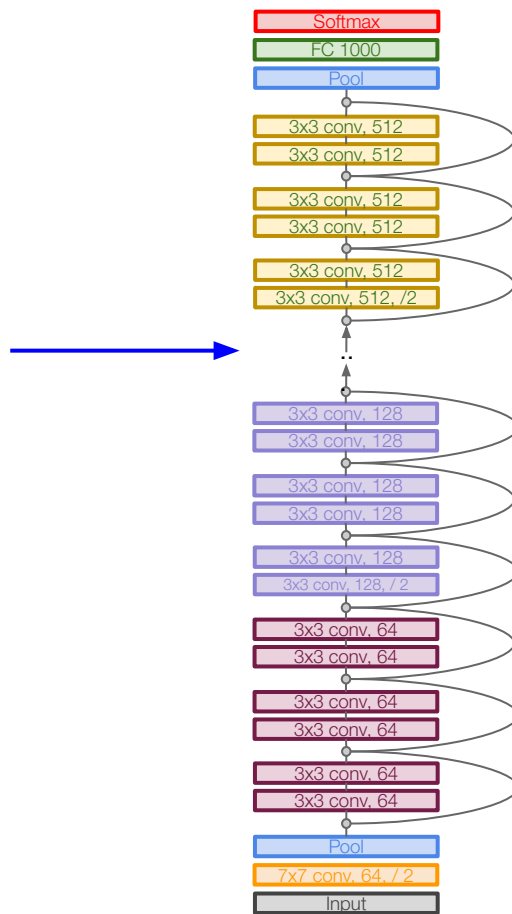 Softmax
FC 1000
Pool
3x3 conv, 512
3x3 conv, 512
3x3 conv, 512
3x3 conv, 512
3x3 conv, 512
3x3 conv, 512, /2
..
3x3 conv, 128
3x3 conv, 128
3x3 conv, 128
3x3 conv, 128
3x3 conv, 128
3x3 conv, 128, / 2
3x3 conv, 64
3x3 conv, 64
3x3 conv, 64
3x3 conv, 64
3x3 conv, 64
3x3 conv, 64
Pool
7x7 conv, 64, / 2
Input